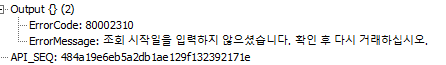 Output {} (2)
ErrorCode: 80002310
ErrorMessage: 조회 시작일을 입력하지 않으셨습니다. 확인 후 다시 거래하십시오.
API_SEQ: 484a19e6eb5a2db1ae129f132392171e